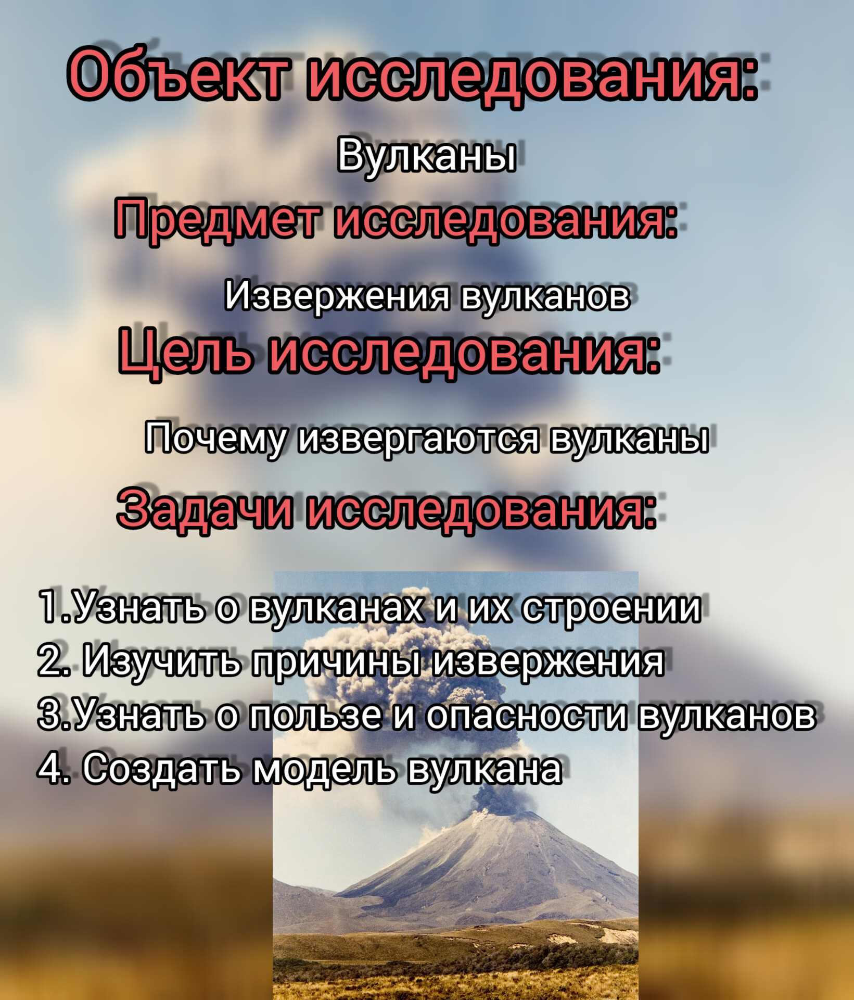 Объект исследования:
Вулканы
Предмет исследования:
Извержения вулканов
Цель исследования:
Почему извергаются вулканы
Задачи исследования:
1.Узнать о вулканах и их строении
2. Изучить причины извержения
3.Узнать о пользе и опасности вулканов
4. Создать модель вулкана